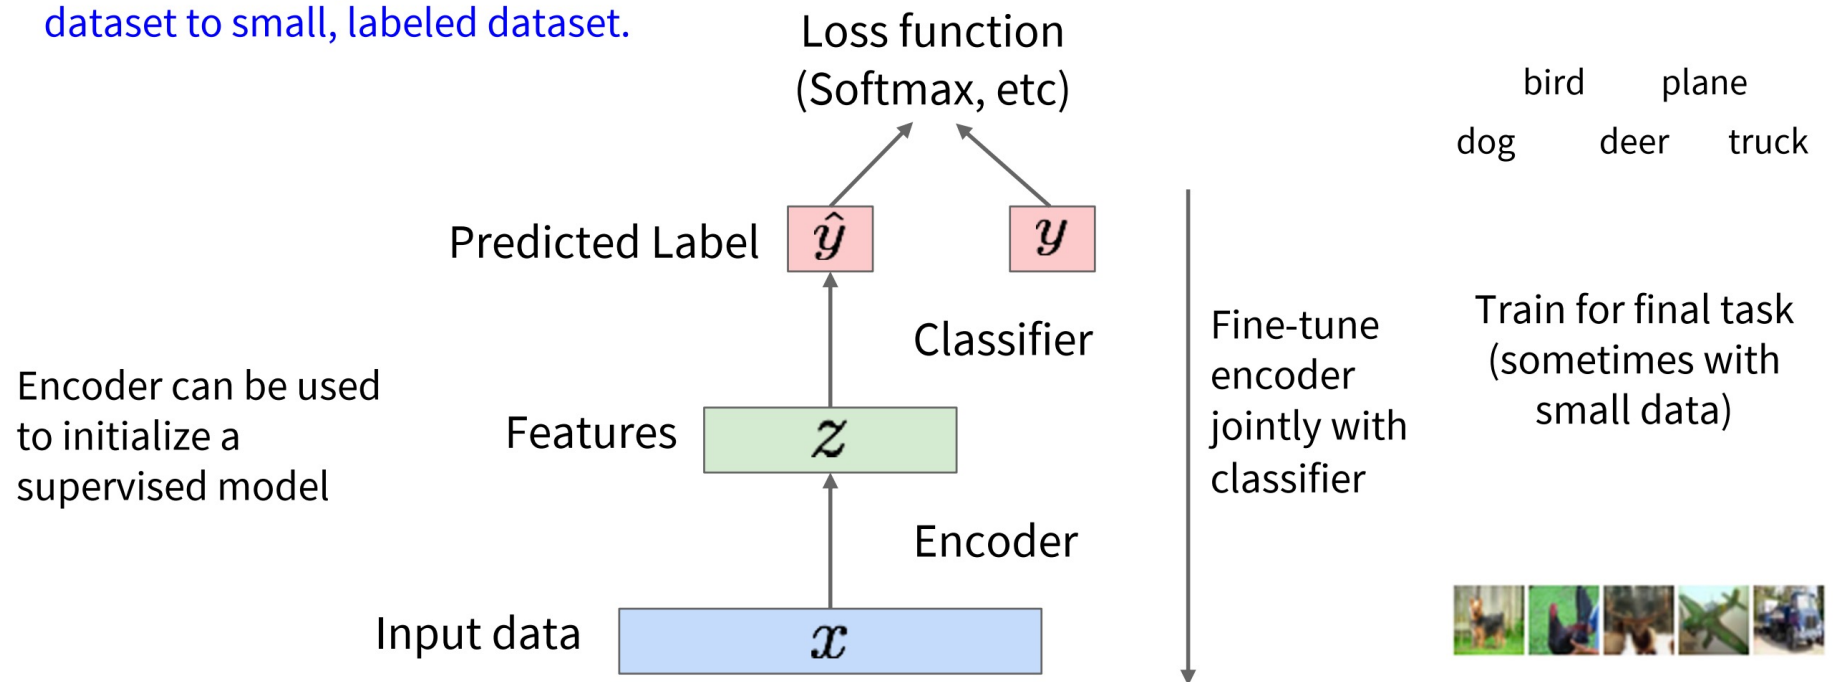 dataset to small, labeled dataset.
Loss function
(Softmax, etc)
bird plane
dog deer truck
Predicted Label
ŷ
y
Classifier
Fine-tune
encoder
jointly with
classifier
Train for final task
(sometimes with
small data)
Encoder can be used
to initialize a
supervised model
Features
z
Encoder
Input data
x